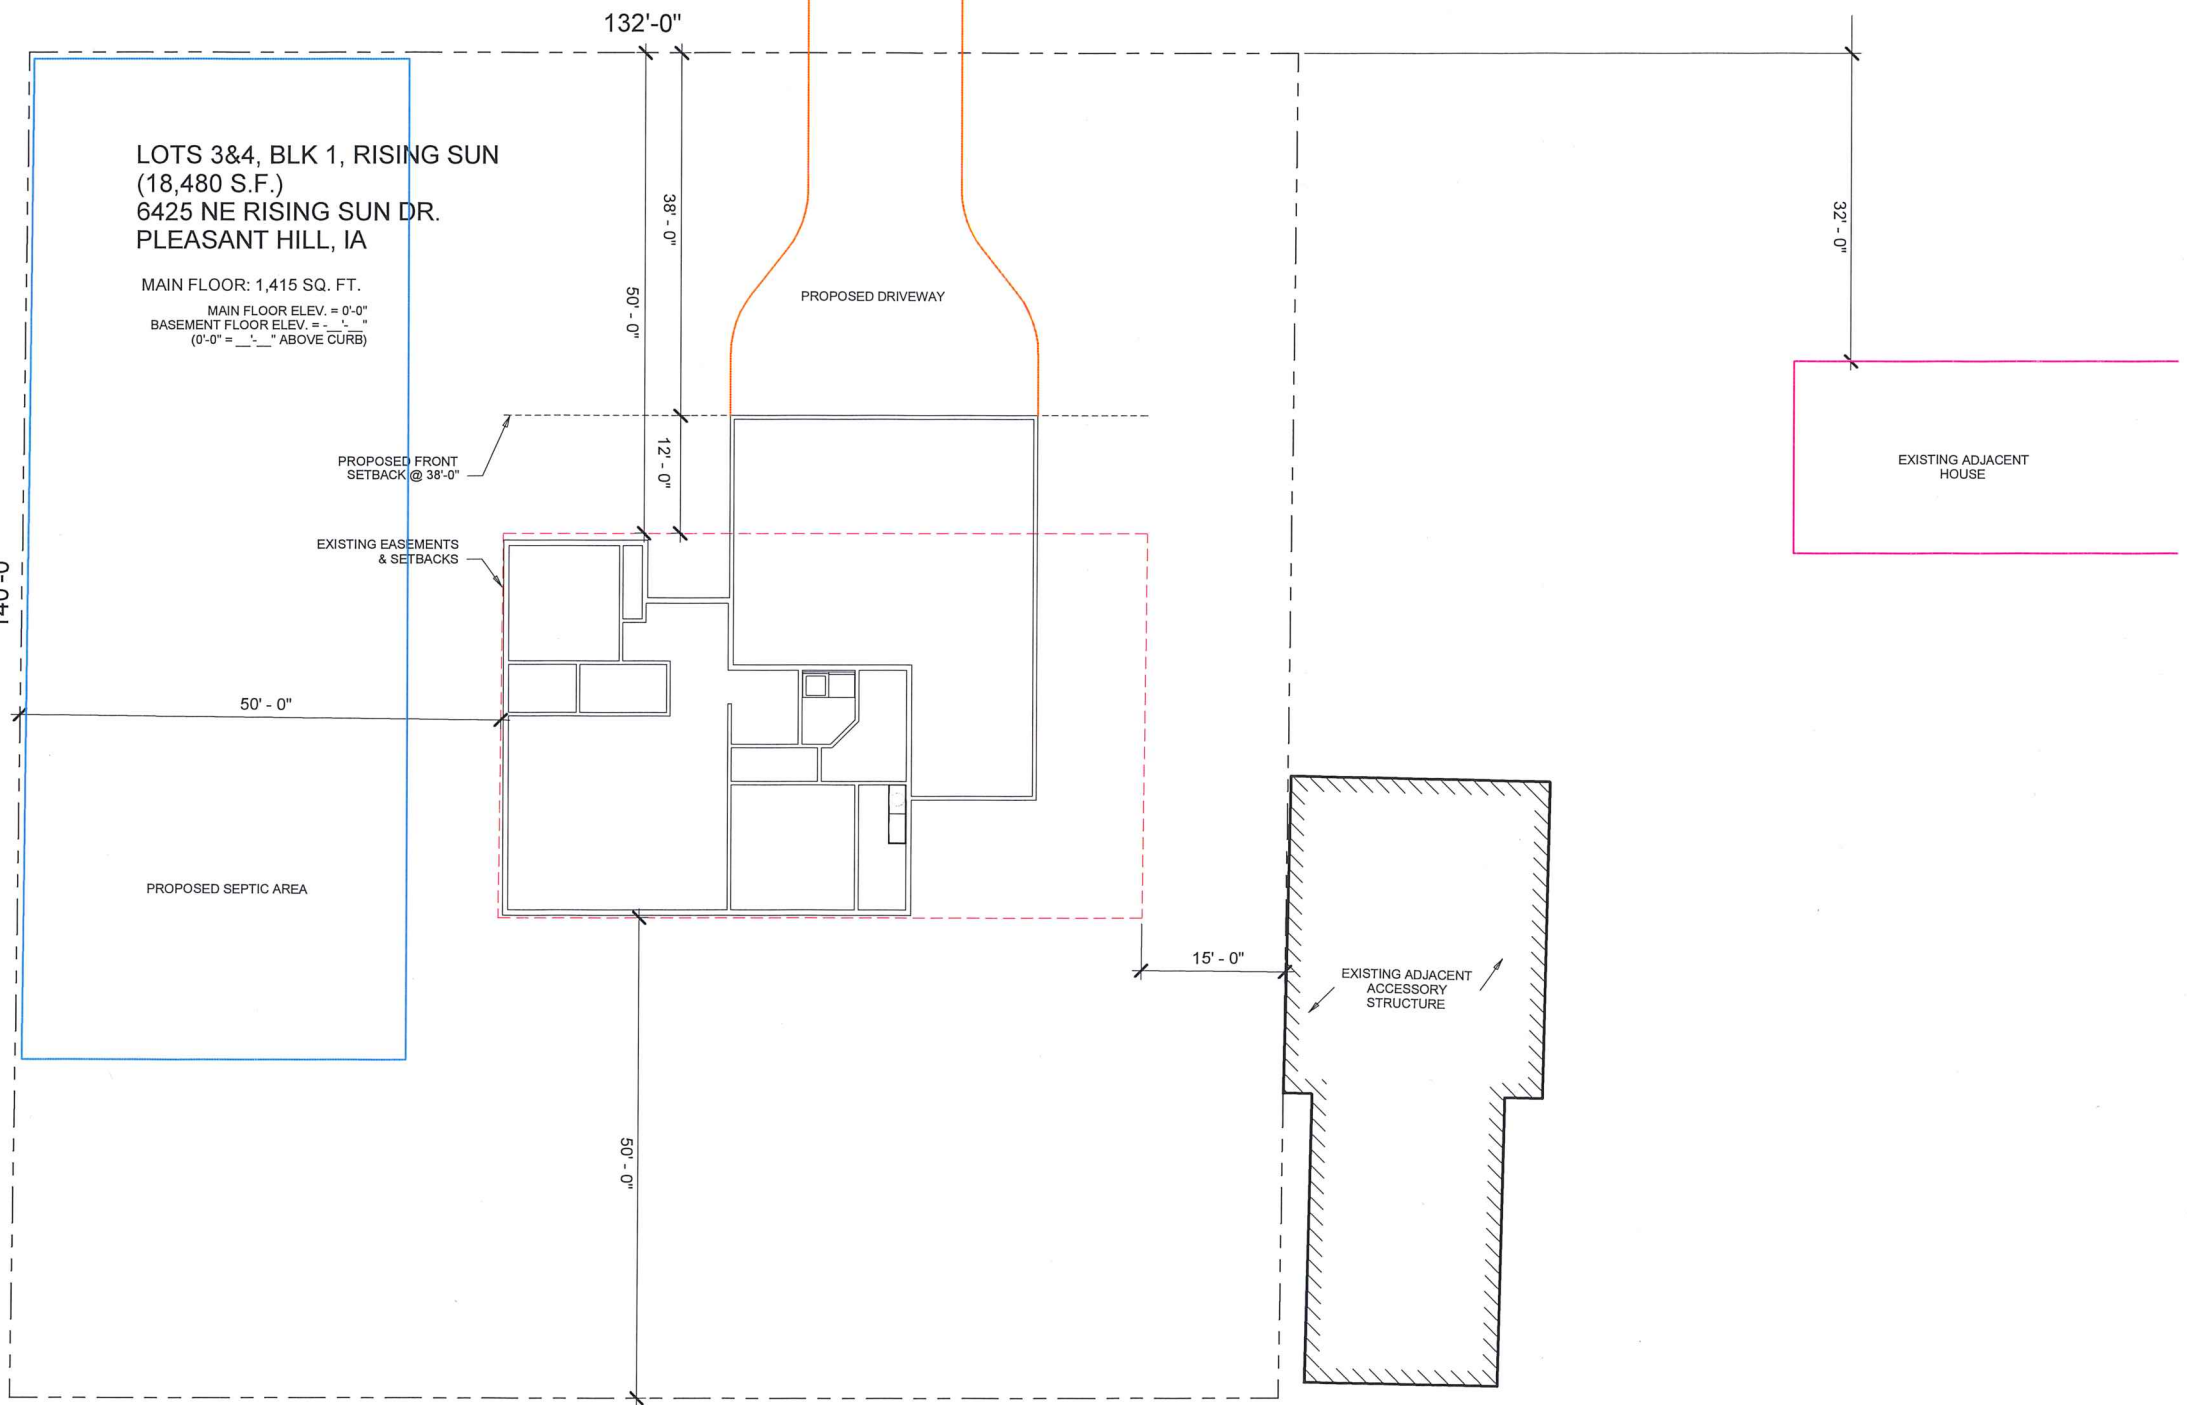 132'-0"
LOTS 3&4, BLK 1, RISING SUN
(18,480 S.F.)
6425 NE RISING SUN DR.
PLEASANT HILL, IA
MAIN FLOOR: 1,415 SQ. FT.
MAIN FLOOR ELEV. = 0'-0"
BASEMENT FLOOR ELEV. = -__'-__"
(0'-0" = __'-__" ABOVE CURB)
38' - 0"
50' - 0"
32' - 0"
PROPOSED DRIVEWAY
PROPOSED FRONT
SETBACK @ 38'-0"
12' - 0"
EXISTING ADJACENT
HOUSE
EXISTING EASEMENTS
& SETBACKS
50' - 0"
PROPOSED SEPTIC AREA
15' - 0"
EXISTING ADJACENT
ACCESSORY
STRUCTURE
50' - 0"